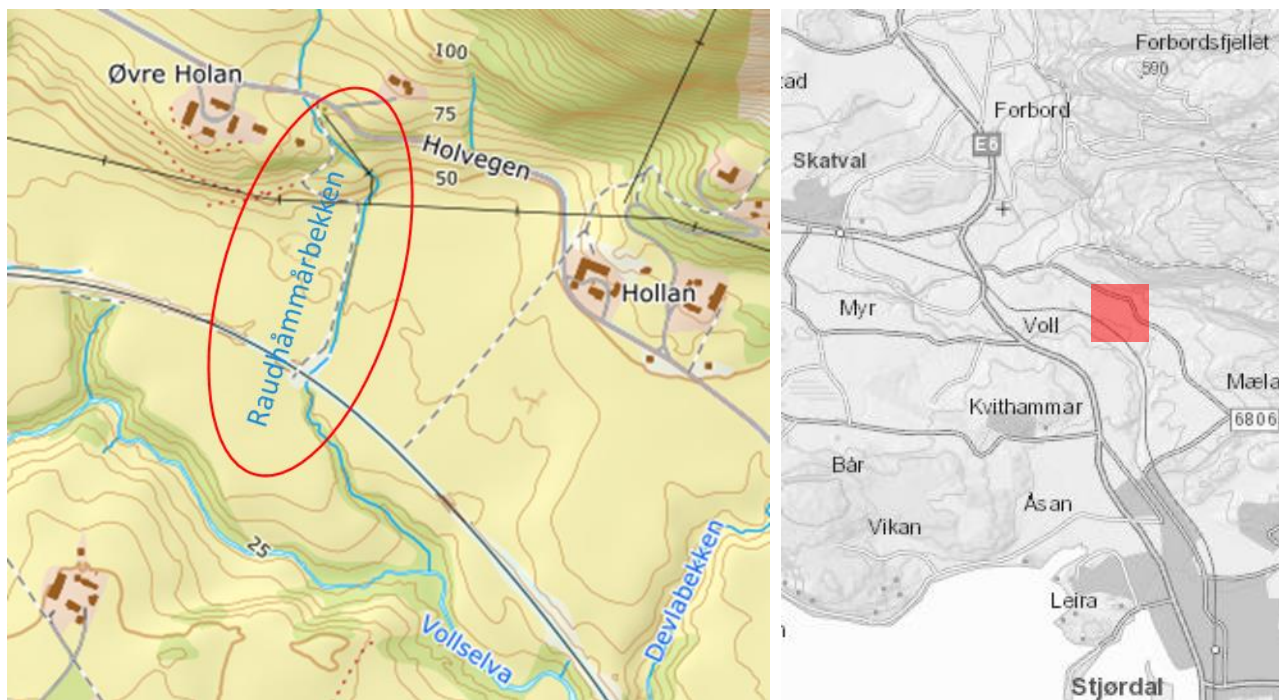 100
Øvre Holan
75
Holvegen
50
Raudhåmmårbekken
Hollan
25
Vollselva
Devlabekken
Forbordsfjellet
590
ad
Forbord
E6
Skatval
Myr
Voll
Mæla
Kvithammar
6806
Bår
Åsan
Vikan
Leira
Stjørdal